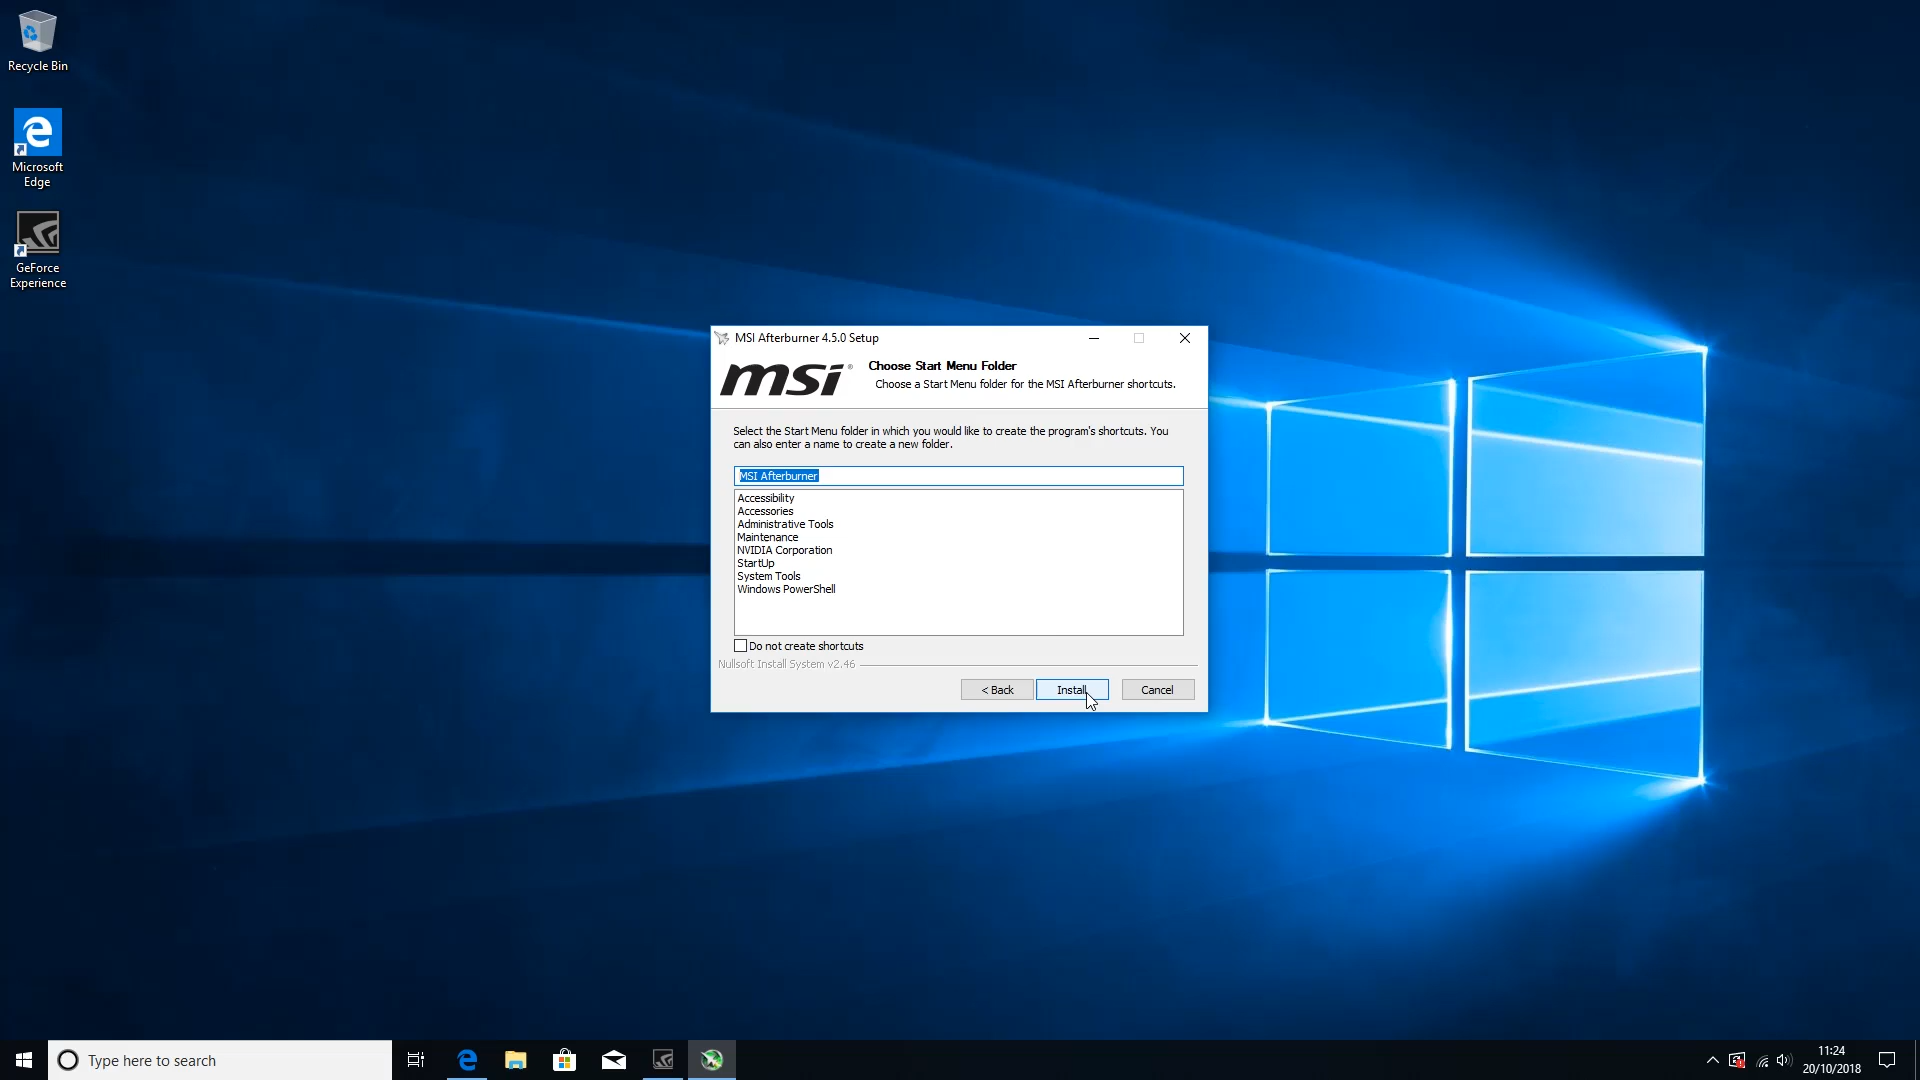 Recycle Bin
Microsoft
Edge
GeForce
Experience
MSI Afterburner 4.5.0 Setup
msi
Choose Start Menu Folder
Choose a Start Menu folder for the MSI Afterburner shortcuts.
Select the Start Menu folder in which you would like to create the program's shortcuts. You
can also enter a name to create a new folder.
MSI Afterburner
Accessibility
Accessories
Administrative Tools
Maintenance
NVIDIA Corporation
StartUp
System Tools
Windows PowerShell
Do not create shortcuts
Nullsoft Install System v2.46
< Back
Install
Cancel
Type here to search
11:24
20/10/2018